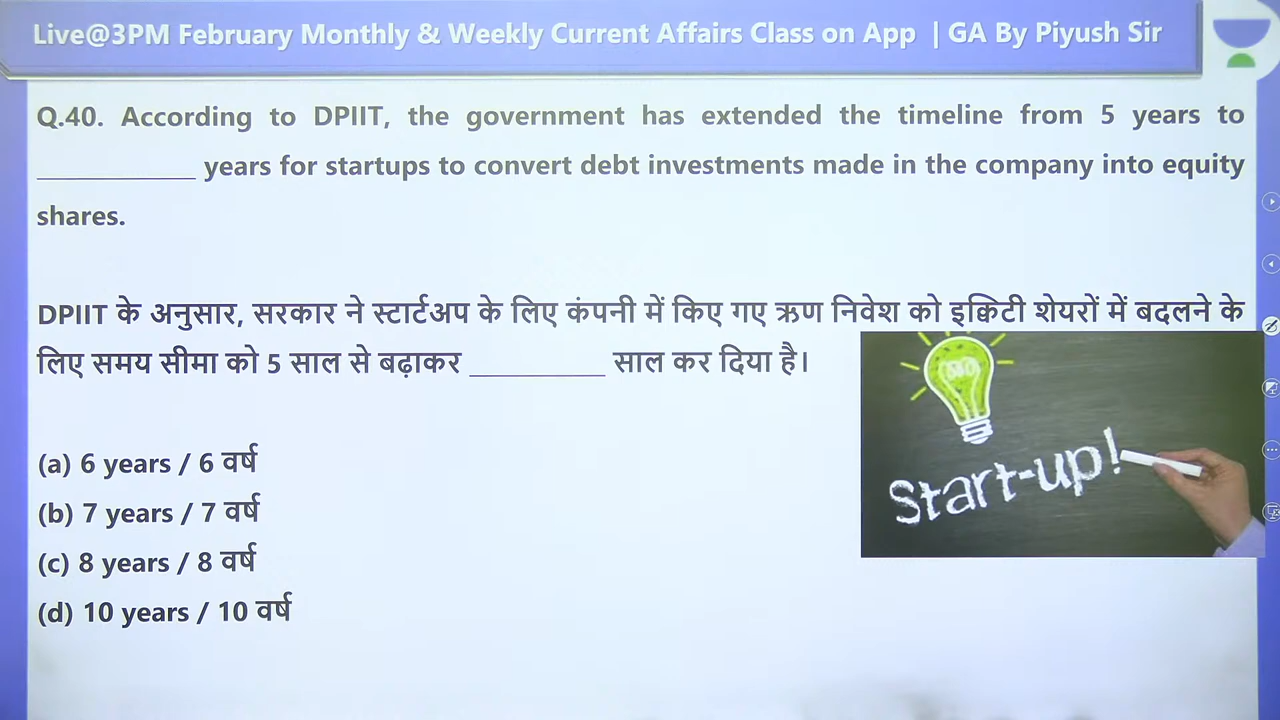 Live@3PM February Monthly & Weekly Current Affairs Class on App | GA By Piyush Sir
Q.40. According to DPIIT, the government has extended the timeline from 5 years to
____________ years for startups to convert debt investments made in the company into equity
shares.
DPIIT के अनुसार, सरकार ने स्टार्टअप के लिए कंपनी में किए गए ऋण निवेश को इक्विटी शेयरों में बदलने के
लिए समय सीमा को 5 साल से बढ़ाकर __________ साल कर दिया है।
Start-up!
(a) 6 years / 6 वर्ष
(b) 7 years / 7 वर्ष
(c) 8 years / 8 वर्ष
(d) 10 years / 10 वर्ष